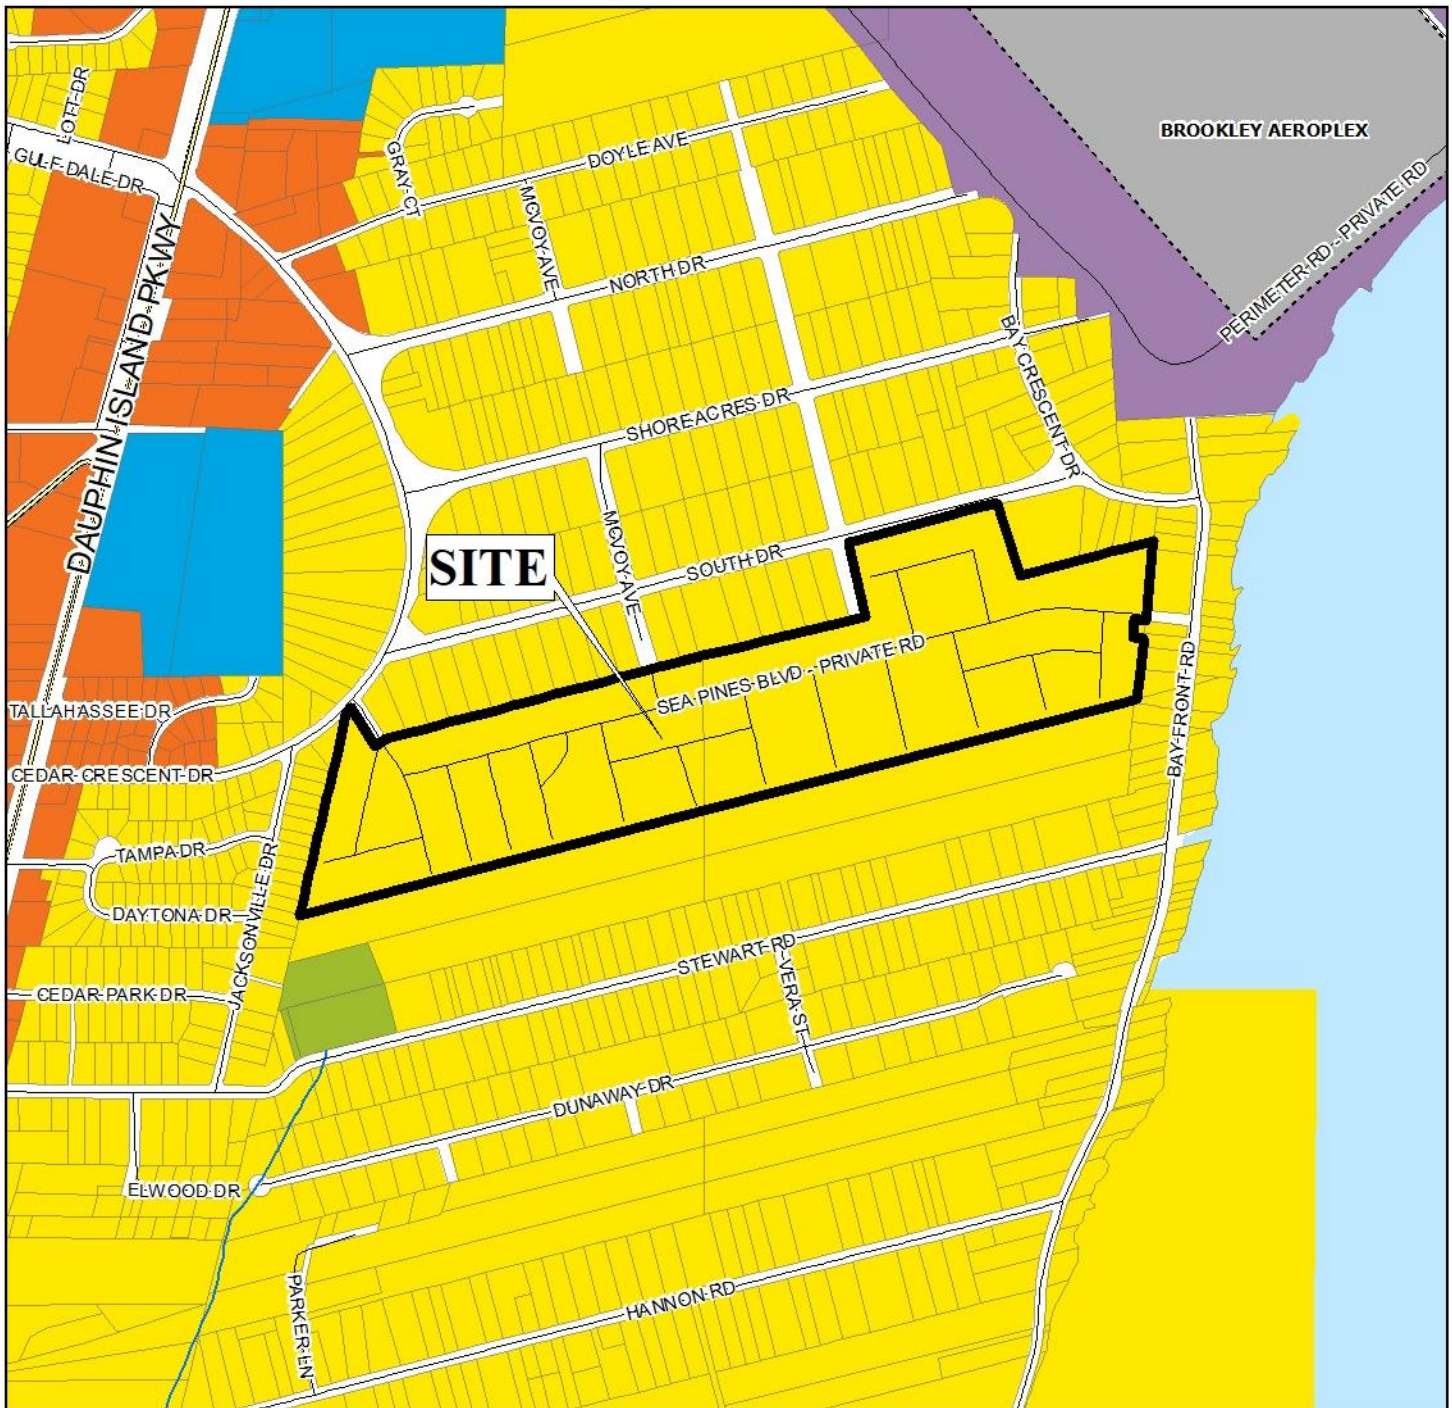 LOTT DR
GULF DALE DR
DAUPHIN ISLAND PKWY
GRAY CT
DOYLE AVE
MCVOY AVE
NORTH DR
BROOKLEY AEROPLEX
PERIMETER RD - PRIVATE RD
BAY CRESCENT DR
SHOREACRES DR
MCVOY AVE
SOUTH DR
SITE
SEA PINES BLVD - PRIVATE RD
BAY FRONT RD
TALLAHASSEE DR
CEDAR CRESCENT DR
TAMPA DR
DAYTONA DR
JACKSONVILLE DR
CEDAR PARK DR
STEWART RD
VERA ST
DUNAWAY DR
ELWOOD DR
PARKER LN
HANNON RD